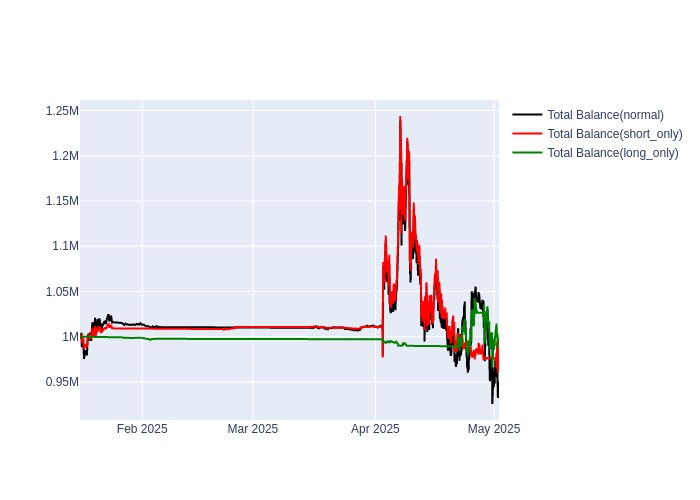 1.25M
1.2M
1.15M
1.1M
1.05M
1M
0.95M
Feb 2025
Mar 2025
Apr 2025
May 2025
Total Balance(normal)
Total Balance(short_only)
Total Balance(long_only)